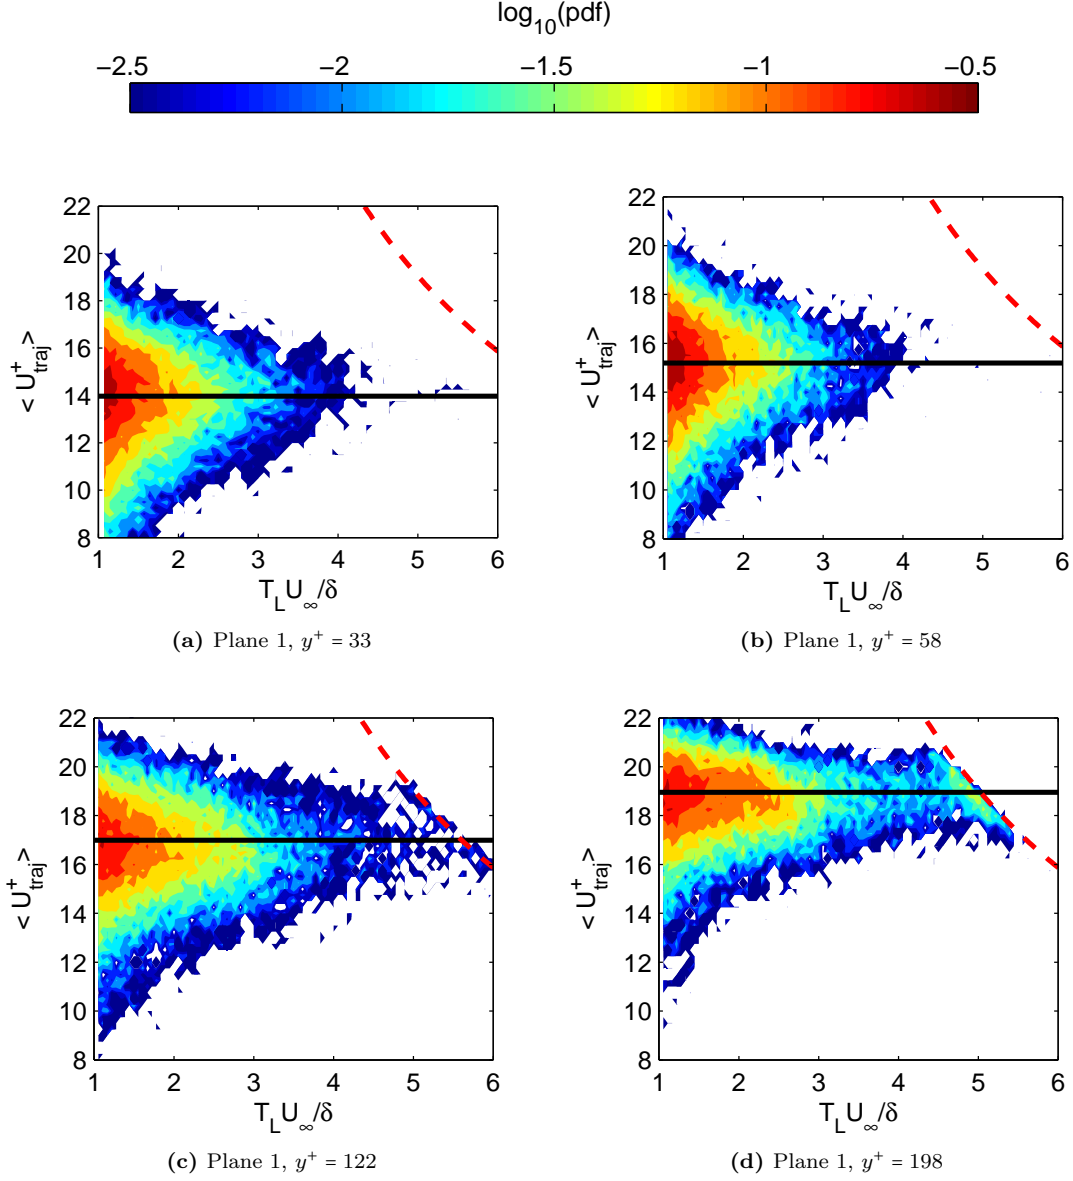 log10(pdf)
−2.5 −2 −1.5 −1 −0.5
22
20
18
16
14
12
10
8
< U+traj >
1 2 3 4 5 6
TL U∞/δ
(a) Plane 1, y+ = 33
22
20
18
16
14
12
10
8
< U+traj >
1 2 3 4 5 6
TL U∞/δ
(b) Plane 1, y+ = 58
22
20
18
16
14
12
10
8
< U+traj >
1 2 3 4 5 6
TL U∞/δ
(c) Plane 1, y+ = 122
22
20
18
16
14
12
10
8
< U+traj >
1 2 3 4 5 6
TL U∞/δ
(d) Plane 1, y+ = 198